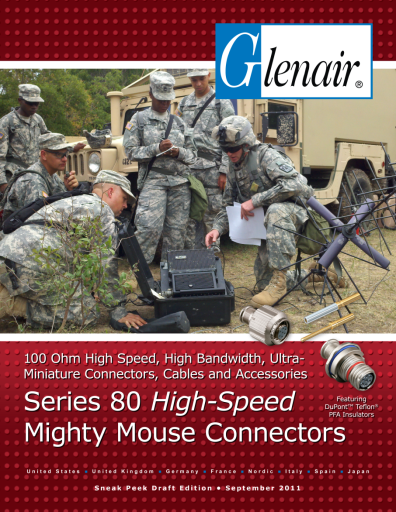 Glenair®
100 Ohm High Speed, High Bandwidth, Ultra-
Miniature Connectors, Cables and Accessories
Series 80 High-Speed
Mighty Mouse Connectors
Featuring
DuPont™ Teflon®
PFA Insulators
United States • United Kingdom • Germany • France • Nordic • Italy • Spain • Japan
Sneak Peek Draft Edition • September 2011